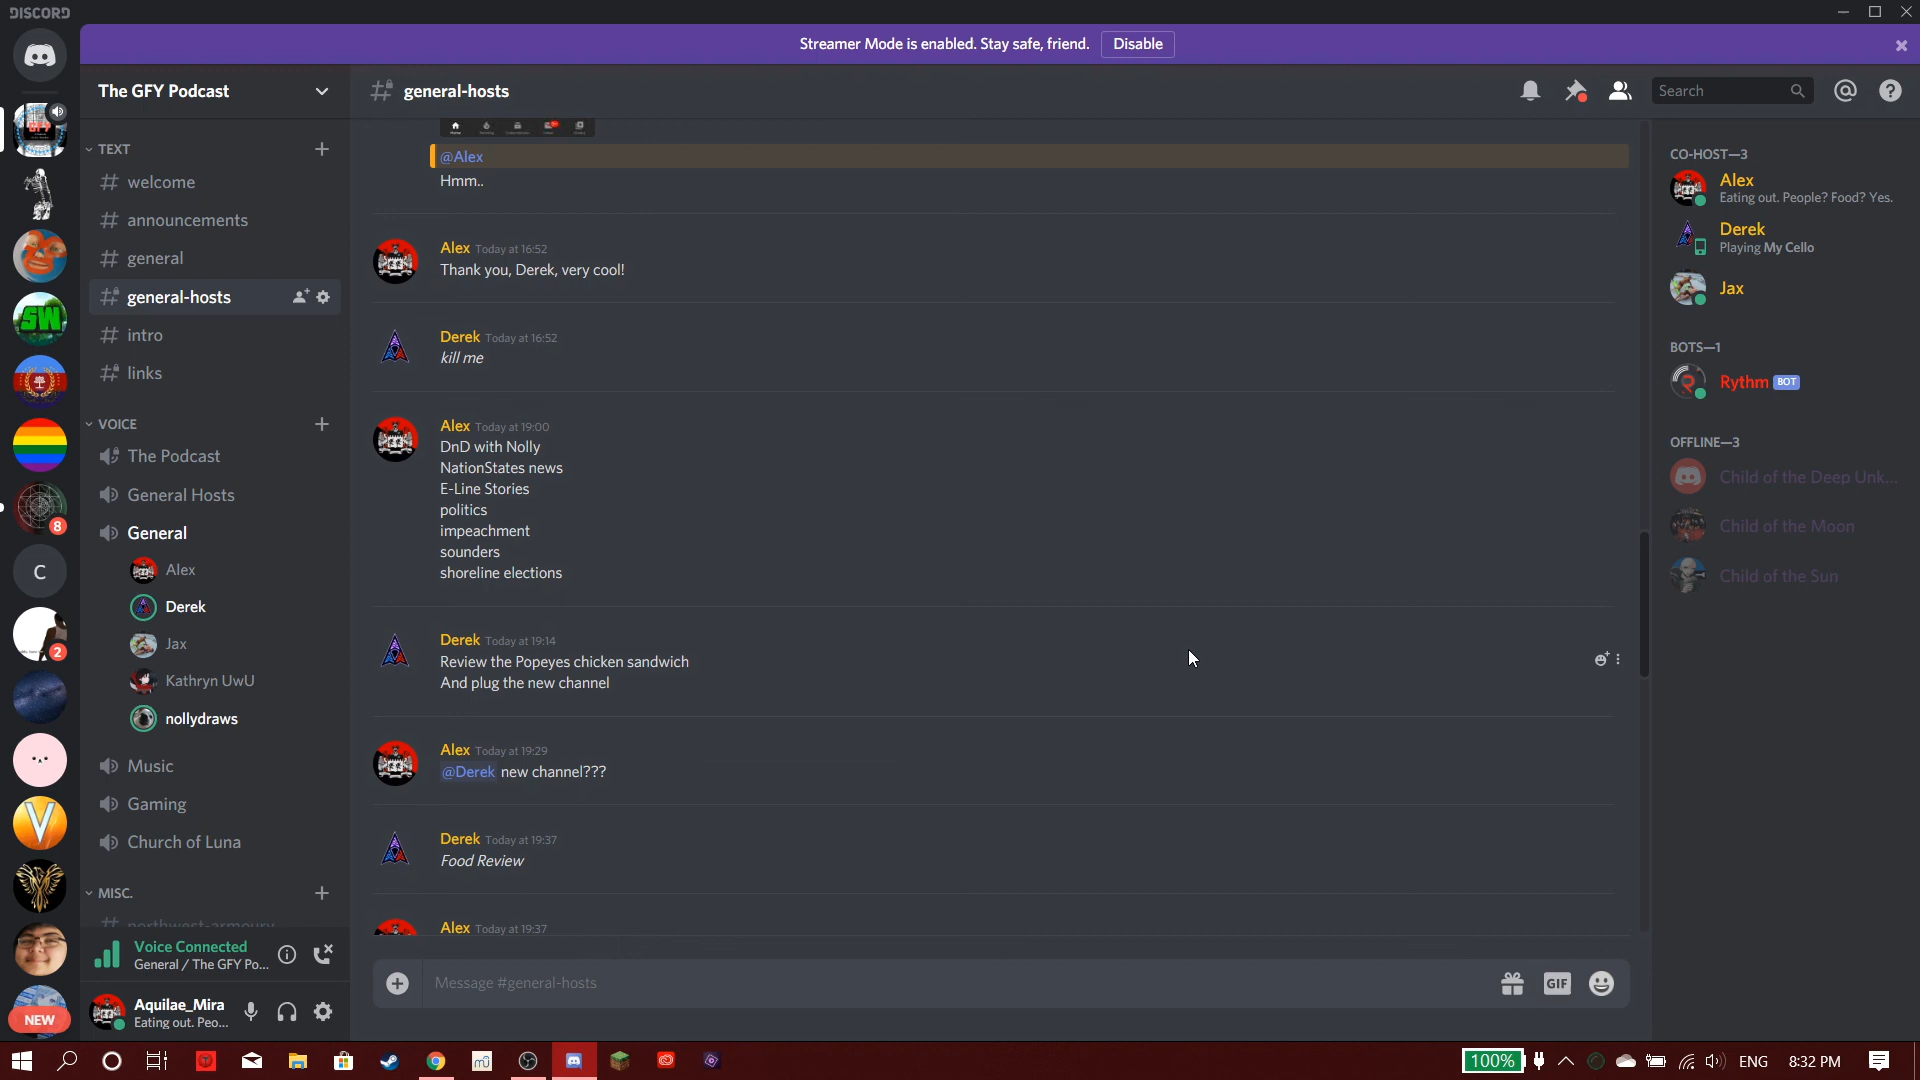 DISCORD
Streamer Mode is enabled. Stay safe, friend. Disable
The GFY Podcast
general-hosts
Search
TEXT
welcome
announcements
general
general-hosts
intro
links
VOICE
The Podcast
General Hosts
General
Alex
Derek
Jax
Kathryn UwU
nollydraws
Music
Gaming
Church of Luna
MISC.
northwest-armoury
Voice Connected
General / The GFY Po...
Aquilae_Mira
Eating out. Peo...
GFY
SW
8
C
2
V
NEW
@Alex
Hmm..
Alex Today at 16:52
Thank you, Derek, very cool!
Derek Today at 16:52
kill me
Alex Today at 19:00
DnD with Nolly
NationStates news
E-Line Stories
politics
impeachment
sounders
shoreline elections
Derek Today at 19:14
Review the Popeyes chicken sandwich
And plug the new channel
Alex Today at 19:29
@Derek new channel???
Derek Today at 19:37
Food Review
Alex Today at 19:37
Message #general-hosts
GIF
CO-HOST—3
Alex
Eating out. People? Food? Yes.
Derek
Playing My Cello
Jax
BOTS—1
Rythm BOT
OFFLINE—3
Child of the Deep Unk...
Child of the Moon
Child of the Sun
100%
ENG
8:32 PM